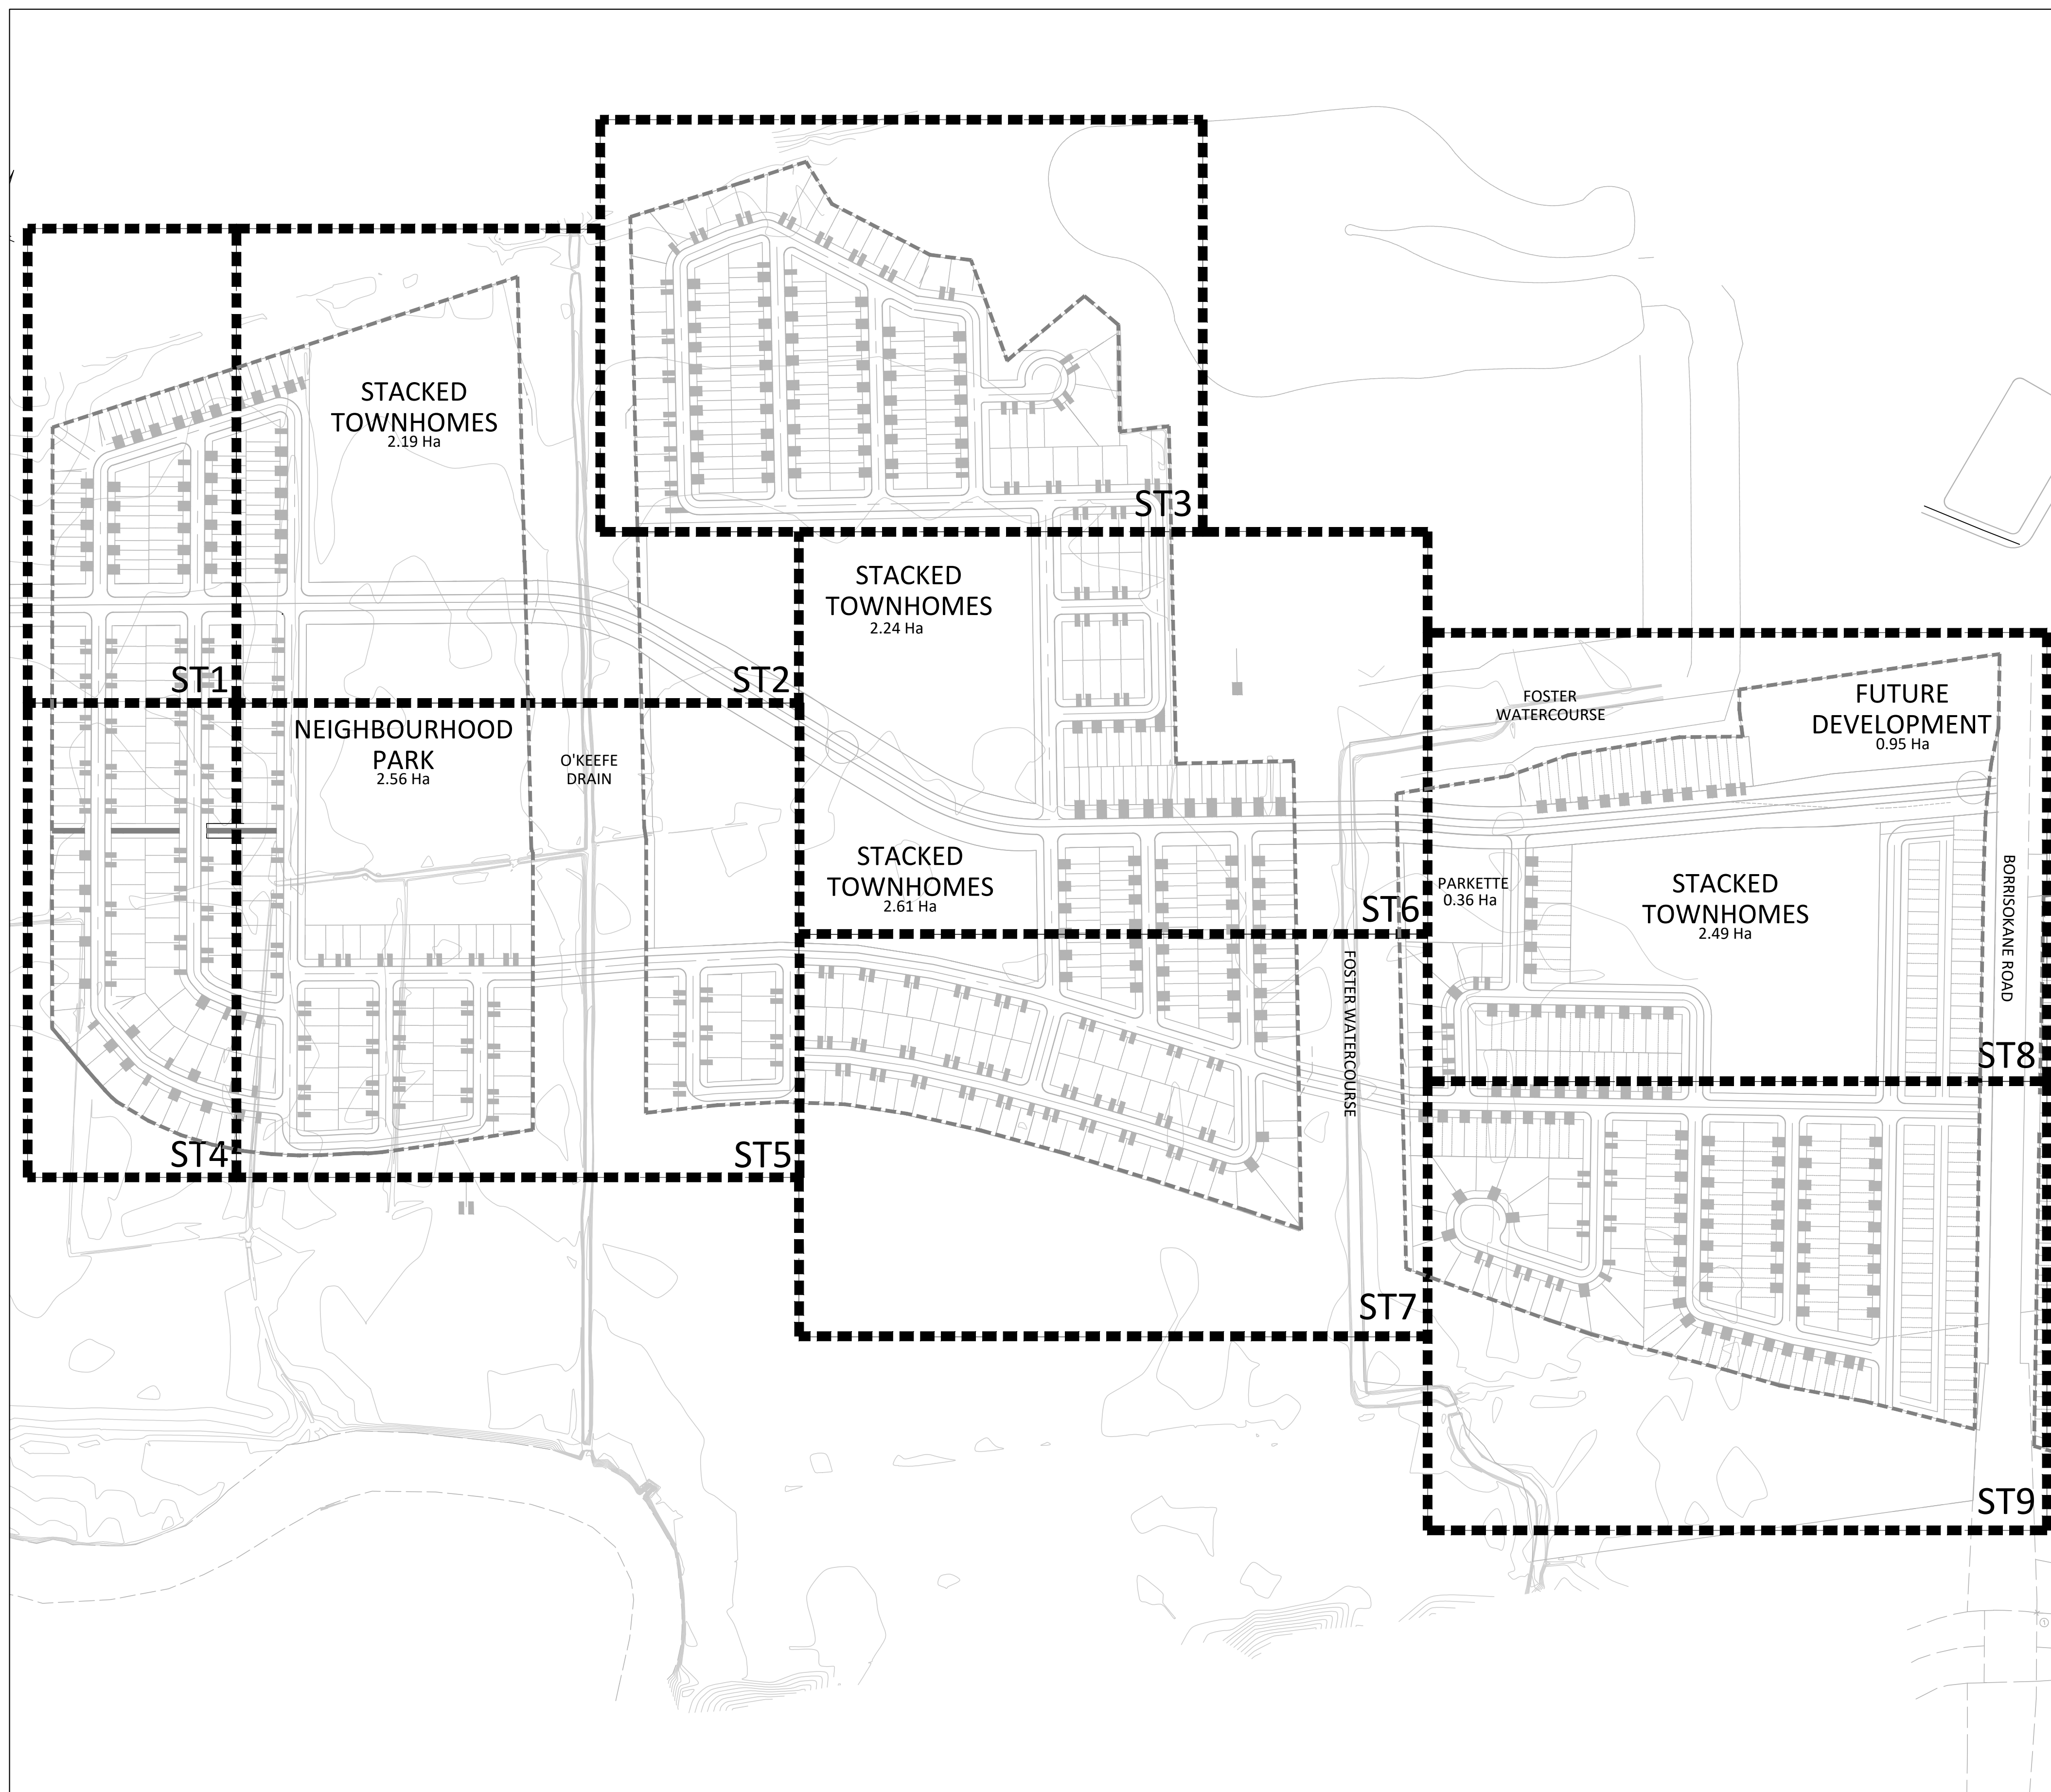 STACKED
TOWNHOMES
2.19 Ha
ST3
STACKED
TOWNHOMES
2.24 Ha
ST1
ST2
NEIGHBOURHOOD
PARK
2.56 Ha
O'KEEFE
DRAIN
FOSTER
WATERCOURSE
FUTURE
DEVELOPMENT
0.95 Ha
STACKED
TOWNHOMES
2.61 Ha
ST6
PARKETTE
0.36 Ha
STACKED
TOWNHOMES
2.49 Ha
BORRISOKANE ROAD
FOSTER WATERCOURSE
ST8
ST4
ST5
ST7
ST9
1